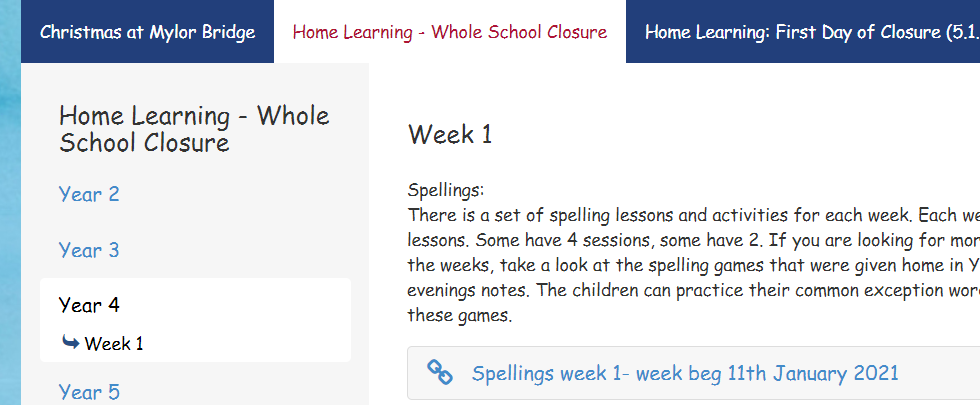 Christmas at Mylor Bridge
Home Learning - Whole School Closure
Home Learning: First Day of Closure (5.1.
Home Learning - Whole
School Closure
Year 2
Year 3
Year 4
Week 1
Year 5
Week 1
Spellings:
There is a set of spelling lessons and activities for each week. Each
lessons. Some have 4 sessions, some have 2. If you are looking for
the weeks, take a look at the spelling games that were given home in
evenings notes. The children can practice their common exception
these games.
Spellings week 1- week beg 11th January 2021